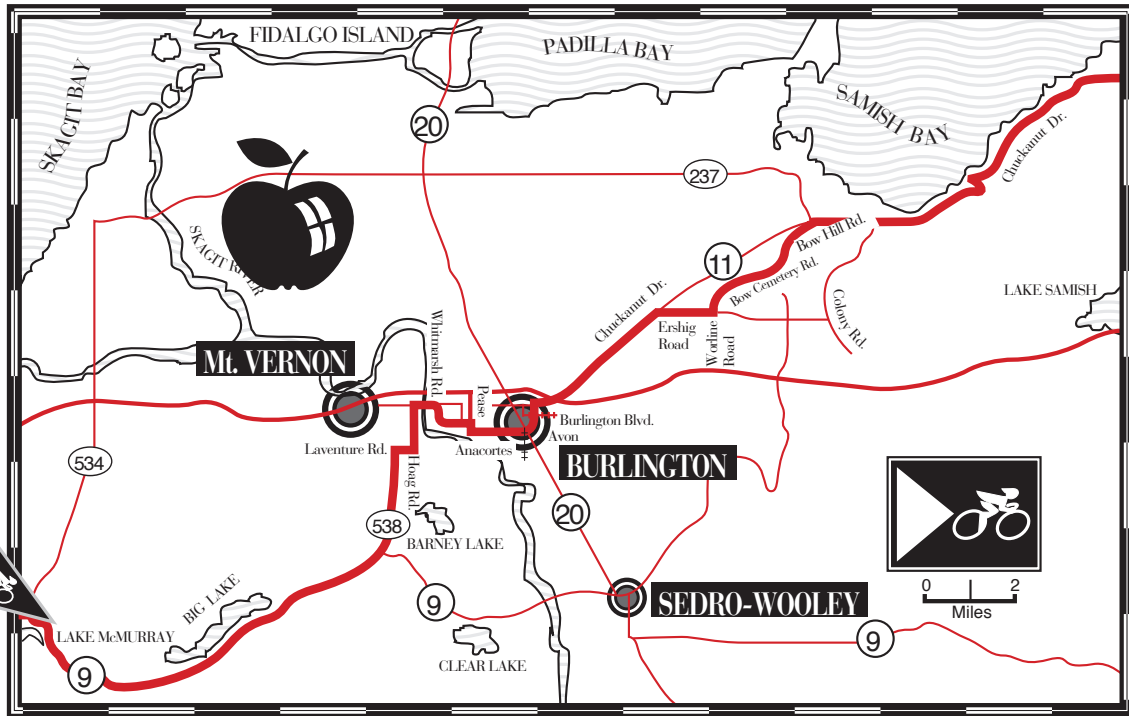 FIDALGO ISLAND
PADILLA BAY
SKAGIT BAY
SAMISH BAY
20
Chuckanut Dr.
237
SKAGIT RIVER
Bow Hill Rd.
11
Bow Cemetery Rd.
LAKE SAMISH
Chuckanut Dr.
Colony Rd.
Ershig
Road
Worline
Road
Whitmarsh Rd.
Mt. VERNON
Pease
Burlington Blvd.
Avon
Laventure Rd.
Anacortes
BURLINGTON
534
Hoag Rd.
20
538
BARNEY LAKE
BIG LAKE
9
SEDRO-WOOLEY
0 2
Miles
LAKE McMURRAY
9
CLEAR LAKE
9